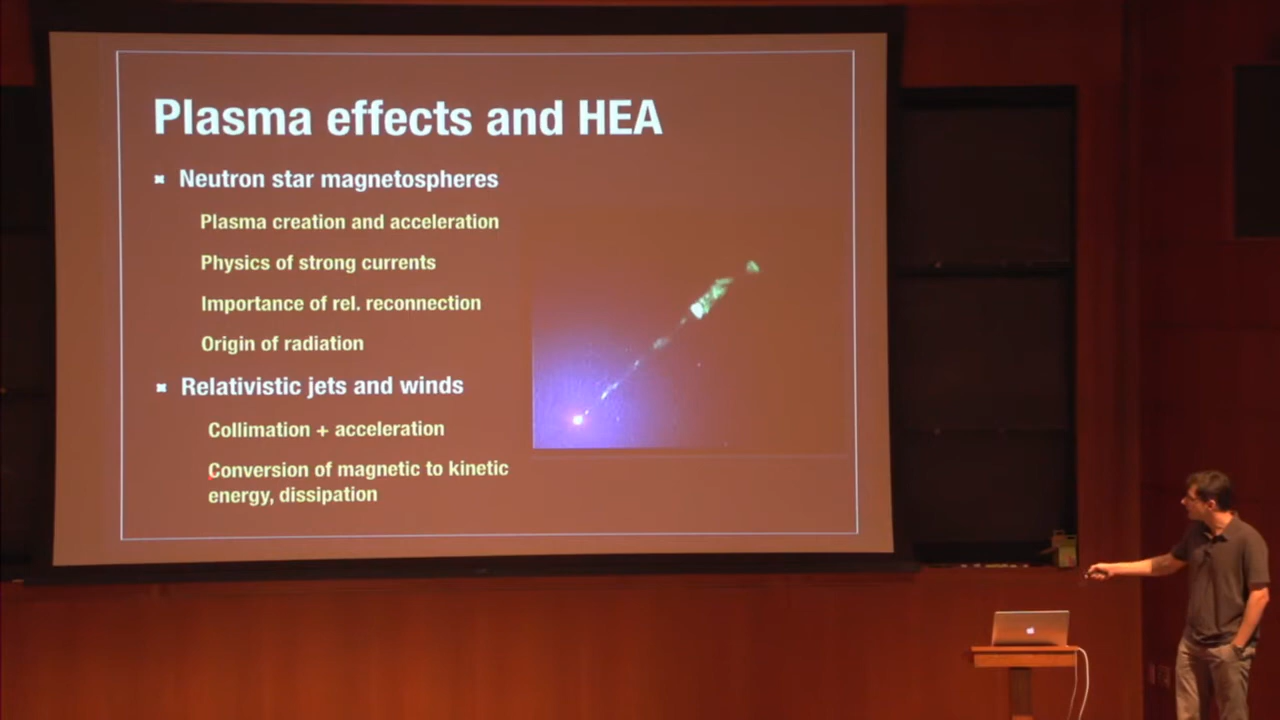 Plasma effects and HEA
Neutron star magnetospheres
Plasma creation and acceleration
Physics of strong currents
Importance of rel. reconnection
Origin of radiation
Relativistic jets and winds
Collimation + acceleration
Conversion of magnetic to kinetic
energy, dissipation